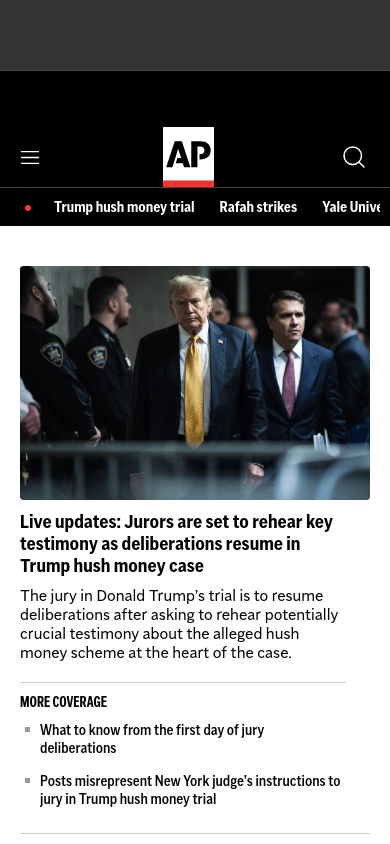 AP
Trump hush money trial Rafah strikes Yale Unive
Live updates: Jurors are set to rehear key
testimony as deliberations resume in
Trump hush money case
The jury in Donald Trump's trial is to resume
deliberations after asking to rehear potentially
crucial testimony about the alleged hush
money scheme at the heart of the case.
MORE COVERAGE
What to know from the first day of jury
deliberations
Posts misrepresent New York judge's instructions to
jury in Trump hush money trial